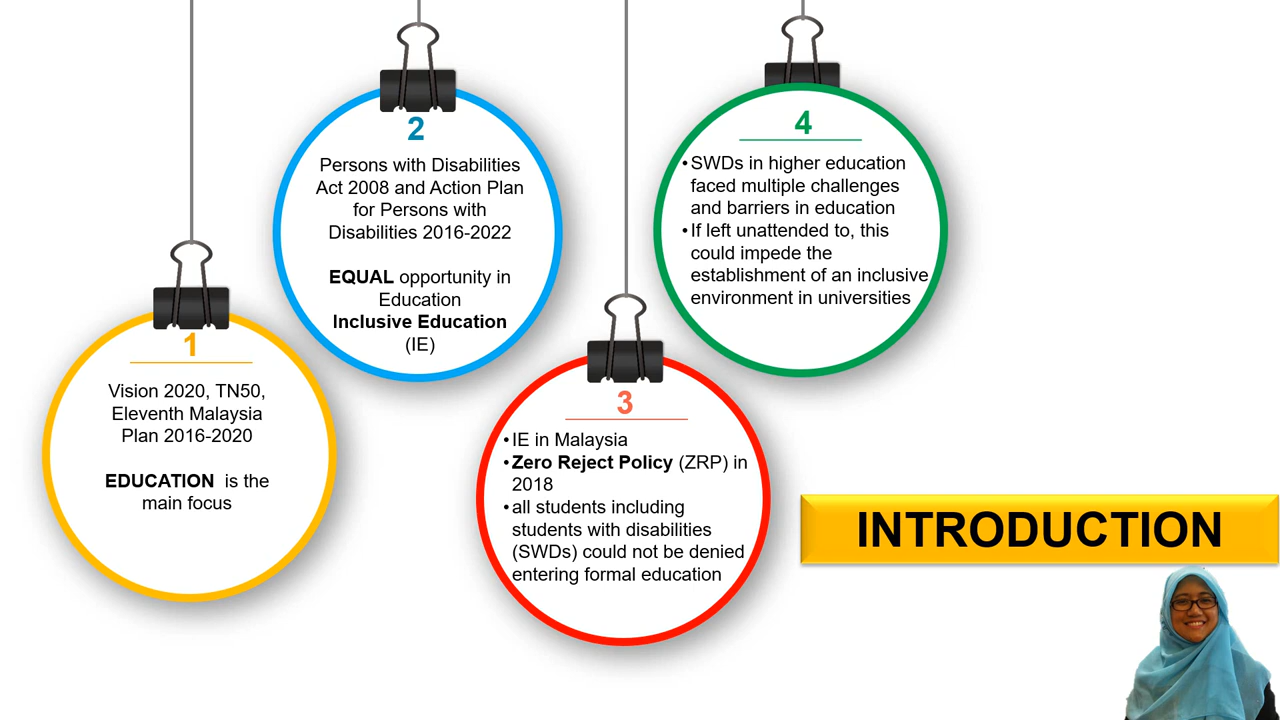 1
Vision 2020, TN50,
Eleventh Malaysia
Plan 2016-2020
EDUCATION is the
main focus
2
Persons with Disabilities
Act 2008 and Action Plan
for Persons with
Disabilities 2016-2022
EQUAL opportunity in
Education
Inclusive Education
(IE)
3
•IE in Malaysia
•Zero Reject Policy (ZRP) in
2018
•all students including
students with disabilities
(SWDs) could not be denied
entering formal education
4
•SWDs in higher education
faced multiple challenges
and barriers in education
•If left unattended to, this
could impede the
establishment of an inclusive
environment in universities
INTRODUCTION